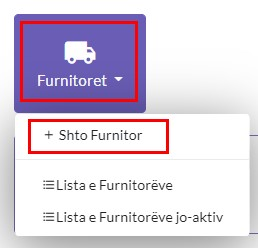 Furnitoret
+ Shto Furnitor
Lista e Furnitorëve
Lista e Furnitorëve jo-aktiv